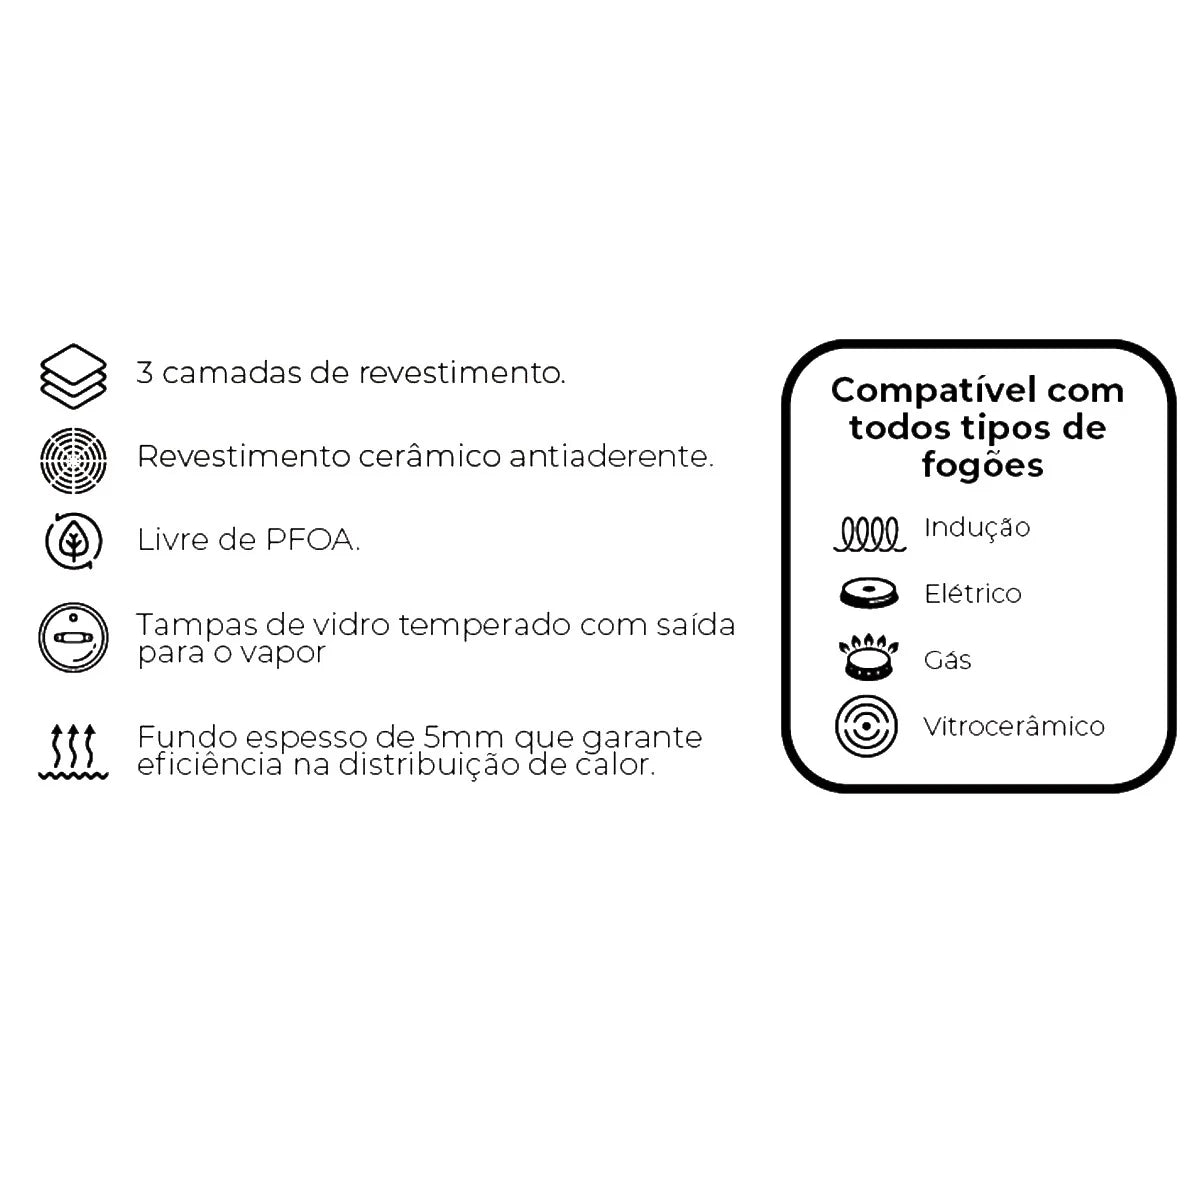 3 camadas de revestimento.
Revestimento cerâmico antiaderente.
Livre de PFOA.
Tampas de vidro temperado com saída
para o vapor
Fundo espesso de 5mm que garante
eficiência na distribuição de calor.
Compatível com
todos tipos de
fogões
Indução
Elétrico
Gás
Vitrocerâmico